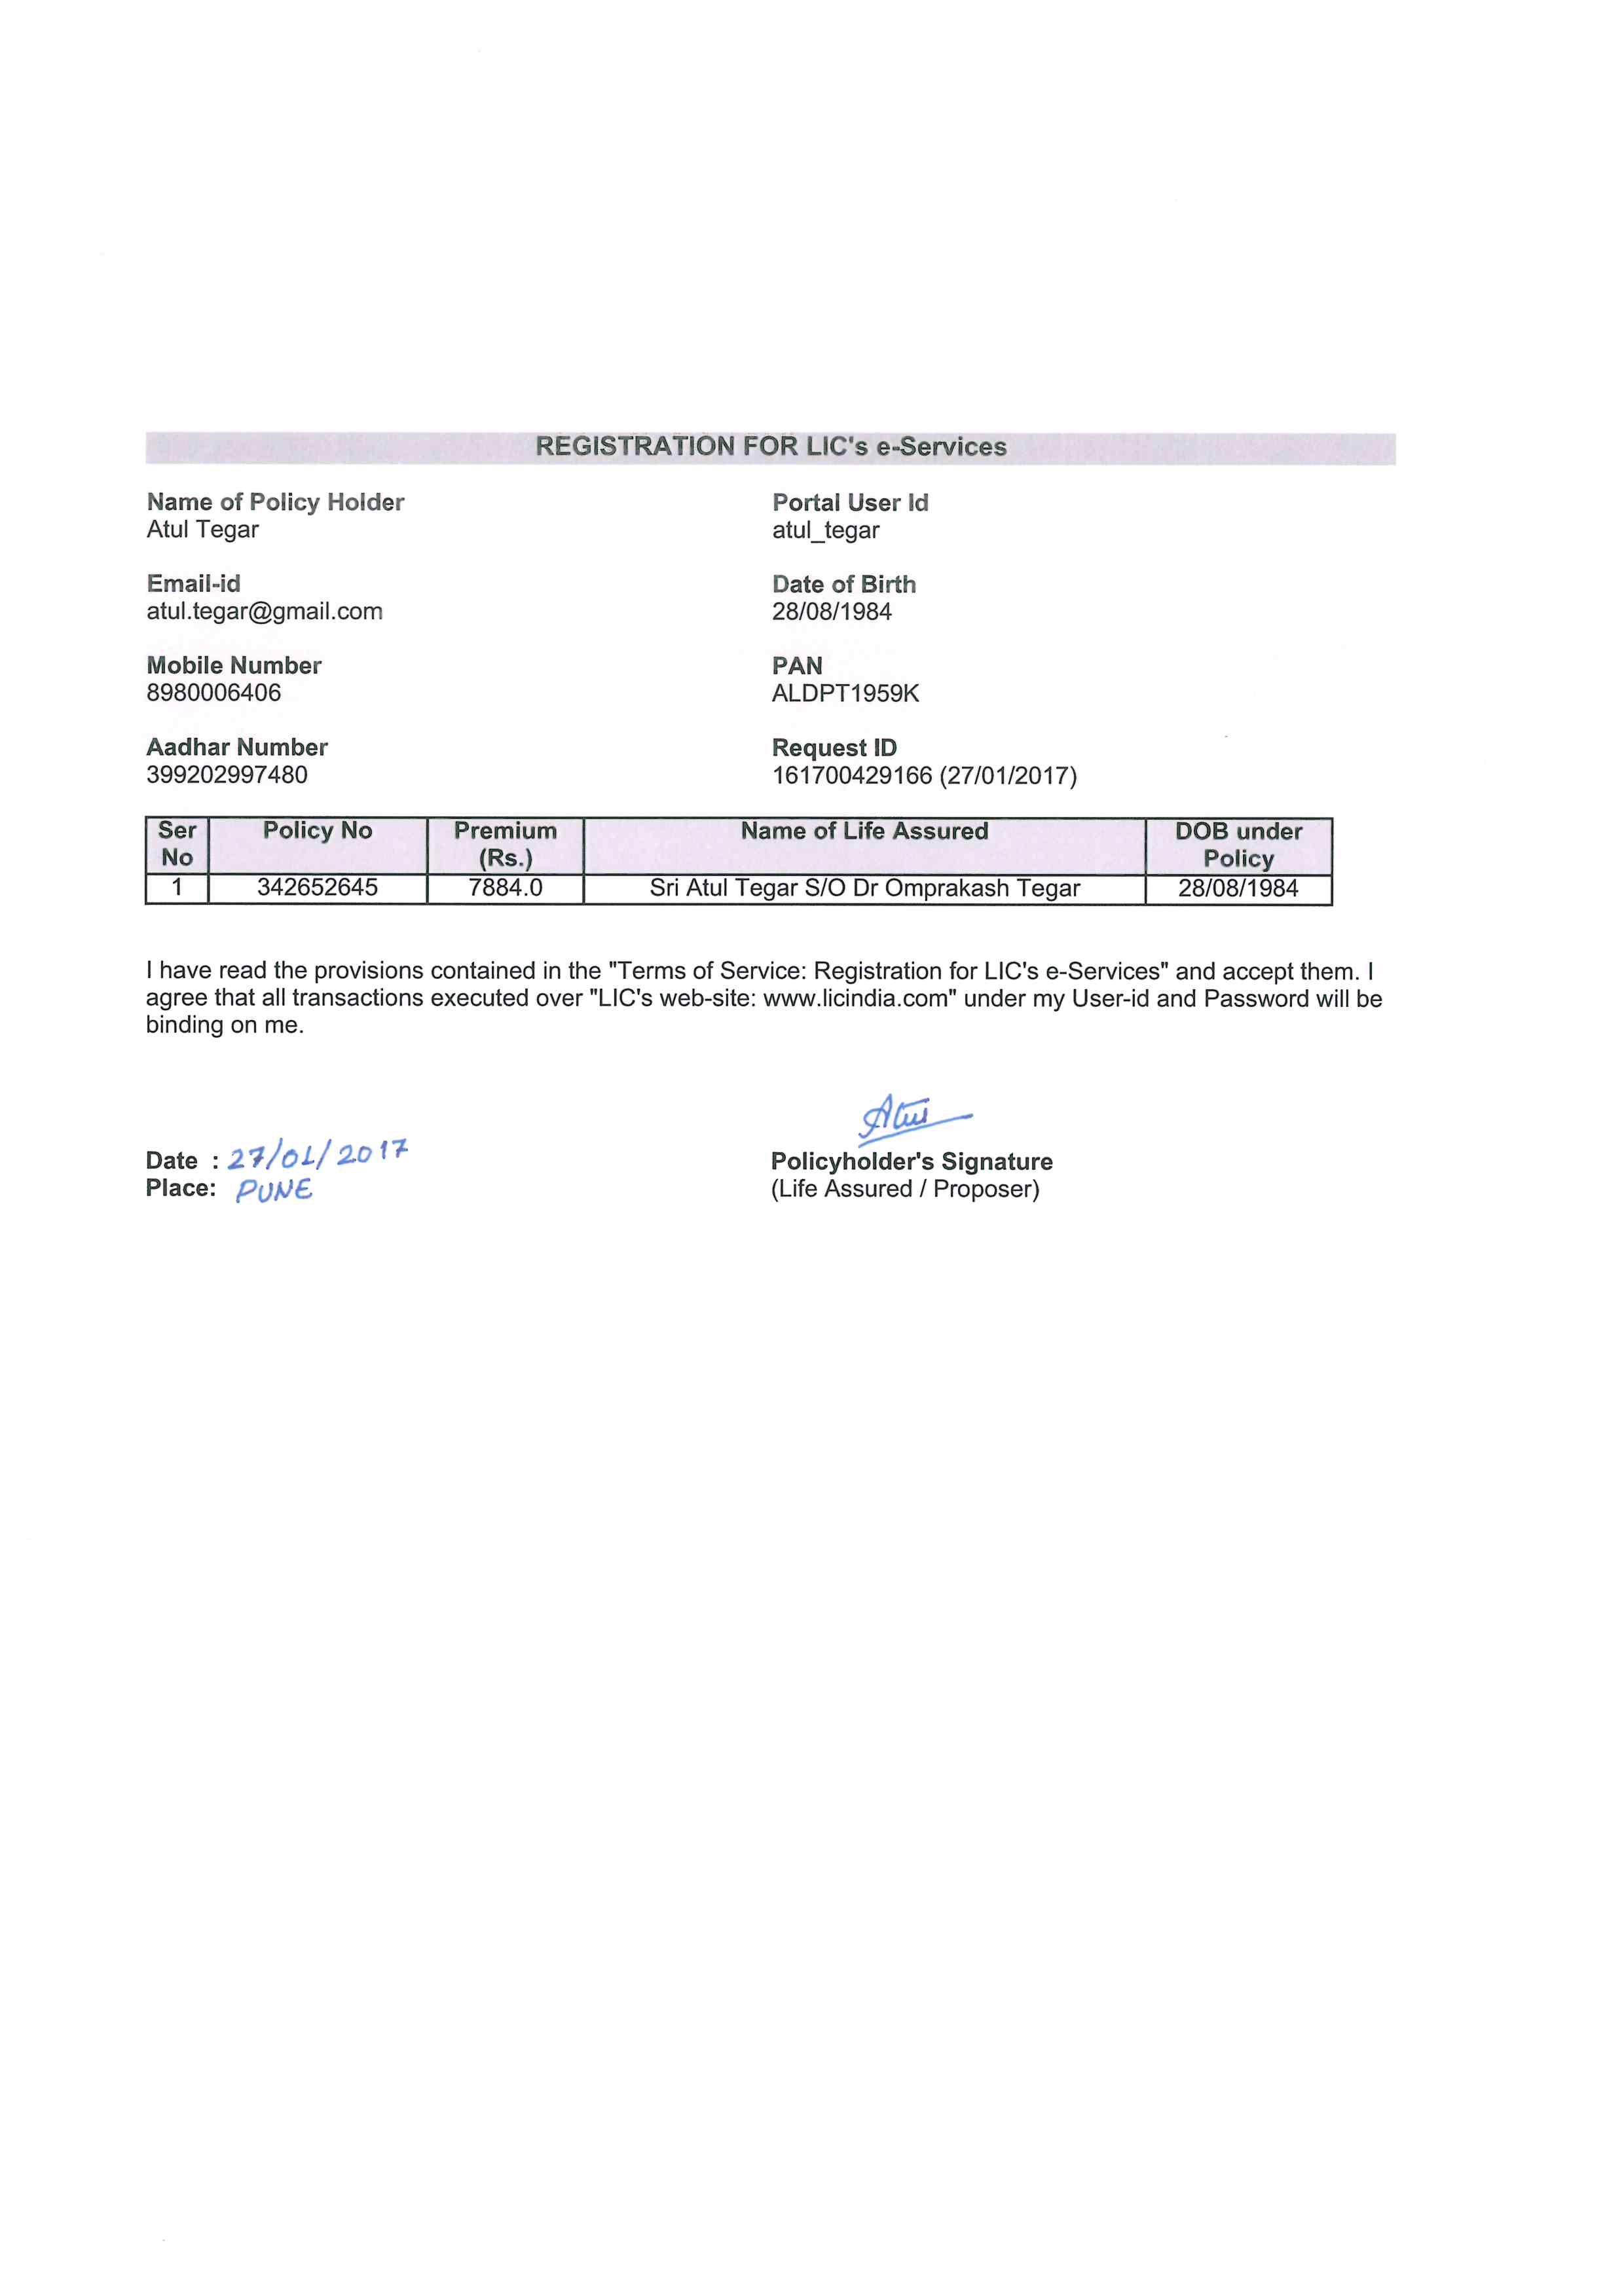 REGISTRATION FOR LIC's e-Services
Name of Policy Holder Portal User Id
Atul Tegar atul_tegar
Email-id Date of Birth
atul.tegar@gmail.com 28/08/1984
Mobile Number PAN
8980006406 ALDPT1959K
Aadhar Number Request ID
399202997480 161700429166 (27/01/2017)
Ser No Policy No Premium (Rs.) Name of Life Assured DOB under Policy
1 342652645 7884.0 Sri Atul Tegar S/O Dr Omprakash Tegar 28/08/1984
I have read the provisions contained in the "Terms of Service: Registration for LIC's e-Services" and accept them. I
agree that all transactions executed over "LIC's web-site: www.licindia.com" under my User-id and Password will be
binding on me.
Atul
Date : 27/01/2017 Policyholder's Signature
Place: PUNE (Life Assured / Proposer)